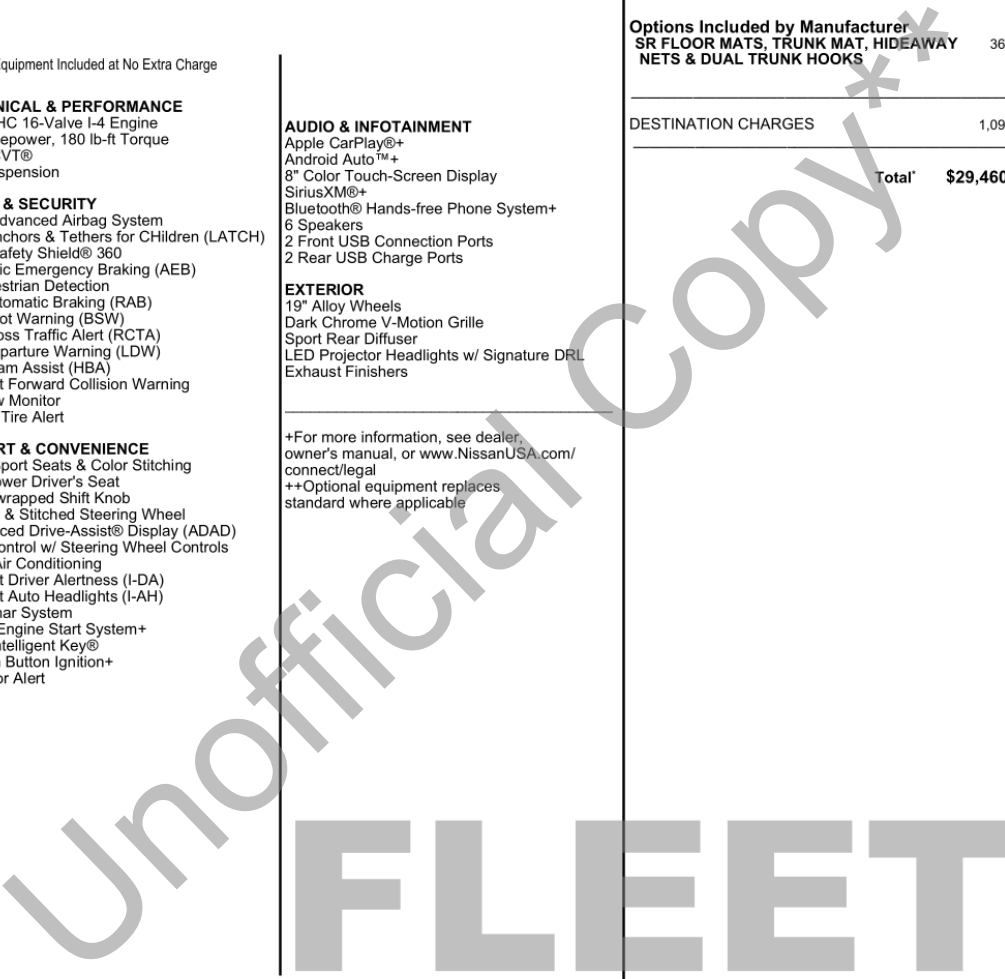 quipment Included at No Extra Charge
NICAL & PERFORMANCE
HC 16-Valve I-4 Engine
epower, 180 lb-ft Torque
VT®
spension
& SECURITY
dvanced Airbag System
nchors & Tethers for CHildren (LATCH)
afety Shield® 360
ic Emergency Braking (AEB)
estrian Detection
tomatic Braking (RAB)
ot Warning (BSW)
oss Traffic Alert (RCTA)
parture Warning (LDW)
am Assist (HBA)
t Forward Collision Warning
w Monitor
Tire Alert
RT & CONVENIENCE
port Seats & Color Stitching
ower Driver's Seat
wrapped Shift Knob
& Stitched Steering Wheel
ced Drive-Assist® Display (ADAD)
ontrol w/ Steering Wheel Controls
Air Conditioning
t Driver Alertness (I-DA)
t Auto Headlights (I-AH)
nar System
Engine Start System+
ntelligent Key®
Button Ignition+
or Alert
AUDIO & INFOTAINMENT
Apple CarPlay®+
Android Auto™+
8" Color Touch-Screen Display
SiriusXM®+
Bluetooth® Hands-free Phone System+
6 Speakers
2 Front USB Connection Ports
2 Rear USB Charge Ports
EXTERIOR
19" Alloy Wheels
Dark Chrome V-Motion Grille
Sport Rear Diffuser
LED Projector Headlights w/ Signature DRL
Exhaust Finishers
+For more information, see dealer,
owner's manual, or www.NissanUSA.com/
connect/legal
++Optional equipment replaces
standard where applicable
Options Included by Manufacturer
SR FLOOR MATS, TRUNK MAT, HIDEAWAY 36
NETS & DUAL TRUNK HOOKS
DESTINATION CHARGES 1,09
Total* $29,460
Unofficial Copy**
FLEET